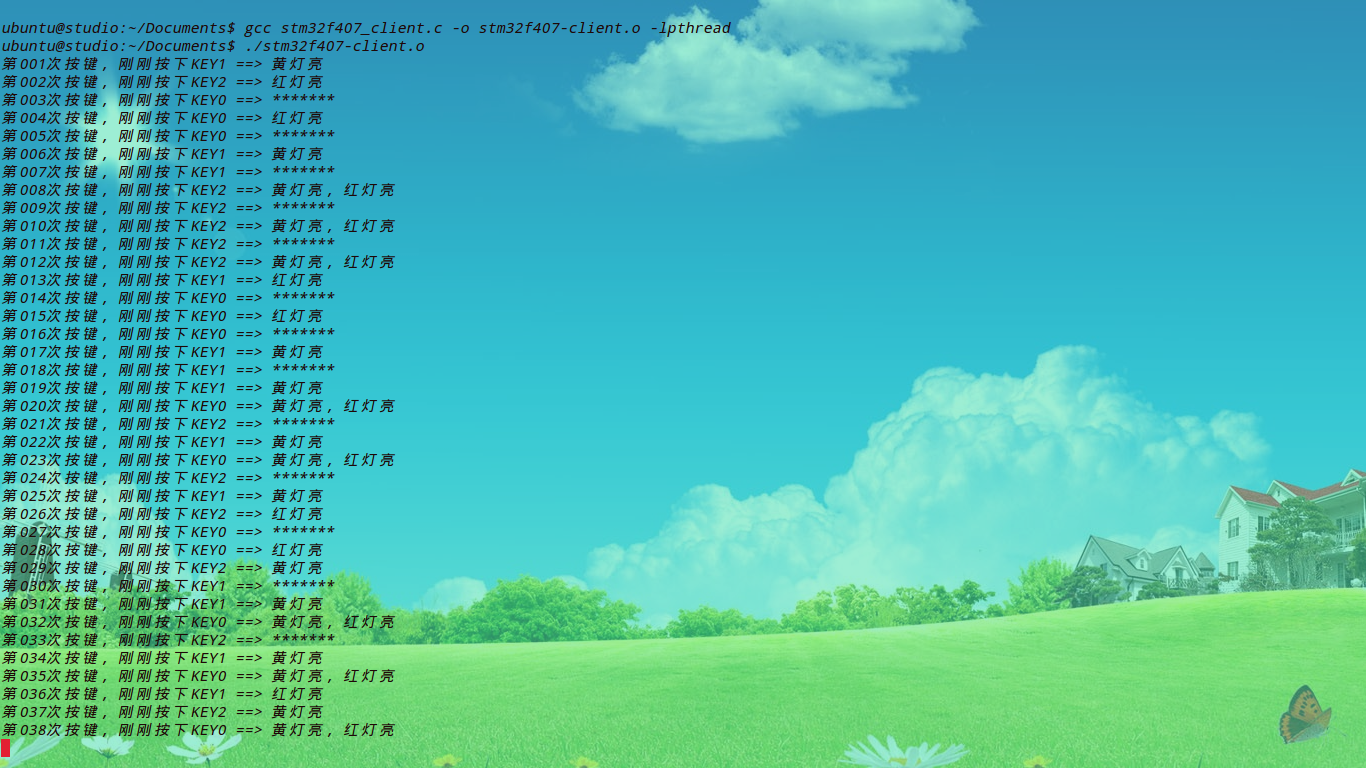 ubuntu@studio:~/Documents$ gcc stm32f407_client.c -o stm32f407-client.o -lpthread
ubuntu@studio:~/Documents$ ./stm32f407-client.o
第001次按键, 刚刚按下KEY1 ==> 黄灯亮
第002次按键, 刚刚按下KEY2 ==> 红灯亮
第003次按键, 刚刚按下KEY0 ==> *******
第004次按键, 刚刚按下KEY0 ==> 红灯亮
第005次按键, 刚刚按下KEY0 ==> *******
第006次按键, 刚刚按下KEY1 ==> 黄灯亮
第007次按键, 刚刚按下KEY1 ==> *******
第008次按键, 刚刚按下KEY2 ==> 黄灯亮, 红灯亮
第009次按键, 刚刚按下KEY2 ==> *******
第010次按键, 刚刚按下KEY2 ==> 黄灯亮, 红灯亮
第011次按键, 刚刚按下KEY2 ==> *******
第012次按键, 刚刚按下KEY2 ==> 黄灯亮, 红灯亮
第013次按键, 刚刚按下KEY1 ==> 红灯亮
第014次按键, 刚刚按下KEY0 ==> *******
第015次按键, 刚刚按下KEY0 ==> 红灯亮
第016次按键, 刚刚按下KEY0 ==> *******
第017次按键, 刚刚按下KEY1 ==> 黄灯亮
第018次按键, 刚刚按下KEY1 ==> *******
第019次按键, 刚刚按下KEY1 ==> 黄灯亮
第020次按键, 刚刚按下KEY0 ==> 黄灯亮, 红灯亮
第021次按键, 刚刚按下KEY2 ==> *******
第022次按键, 刚刚按下KEY1 ==> 黄灯亮
第023次按键, 刚刚按下KEY0 ==> 黄灯亮, 红灯亮
第024次按键, 刚刚按下KEY2 ==> *******
第025次按键, 刚刚按下KEY1 ==> 黄灯亮
第026次按键, 刚刚按下KEY2 ==> 红灯亮
第027次按键, 刚刚按下KEY0 ==> *******
第028次按键, 刚刚按下KEY0 ==> 红灯亮
第029次按键, 刚刚按下KEY2 ==> 黄灯亮
第030次按键, 刚刚按下KEY1 ==> *******
第031次按键, 刚刚按下KEY1 ==> 黄灯亮
第032次按键, 刚刚按下KEY0 ==> 黄灯亮, 红灯亮
第033次按键, 刚刚按下KEY2 ==> *******
第034次按键, 刚刚按下KEY1 ==> 黄灯亮
第035次按键, 刚刚按下KEY0 ==> 黄灯亮, 红灯亮
第036次按键, 刚刚按下KEY1 ==> 红灯亮
第037次按键, 刚刚按下KEY2 ==> 黄灯亮
第038次按键, 刚刚按下KEY0 ==> 黄灯亮, 红灯亮